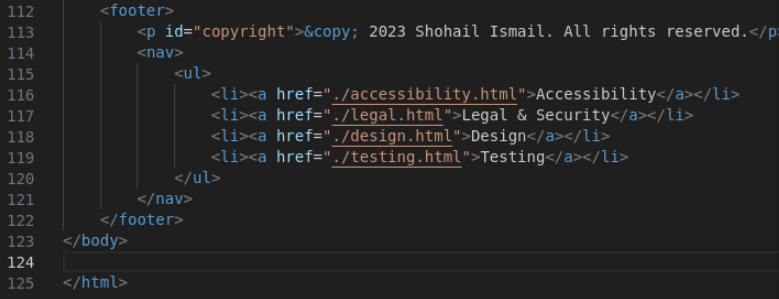 112 <footer>
113 <p id="copyright">&copy; 2023 Shohail Ismail. All rights reserved.</p>
114 <nav>
115 <ul>
116 <li><a href="./accessibility.html">Accessibility</a></li>
117 <li><a href="./legal.html">Legal & Security</a></li>
118 <li><a href="./design.html">Design</a></li>
119 <li><a href="./testing.html">Testing</a></li>
120 </ul>
121 </nav>
122 </footer>
123 </body>
124
125 </html>